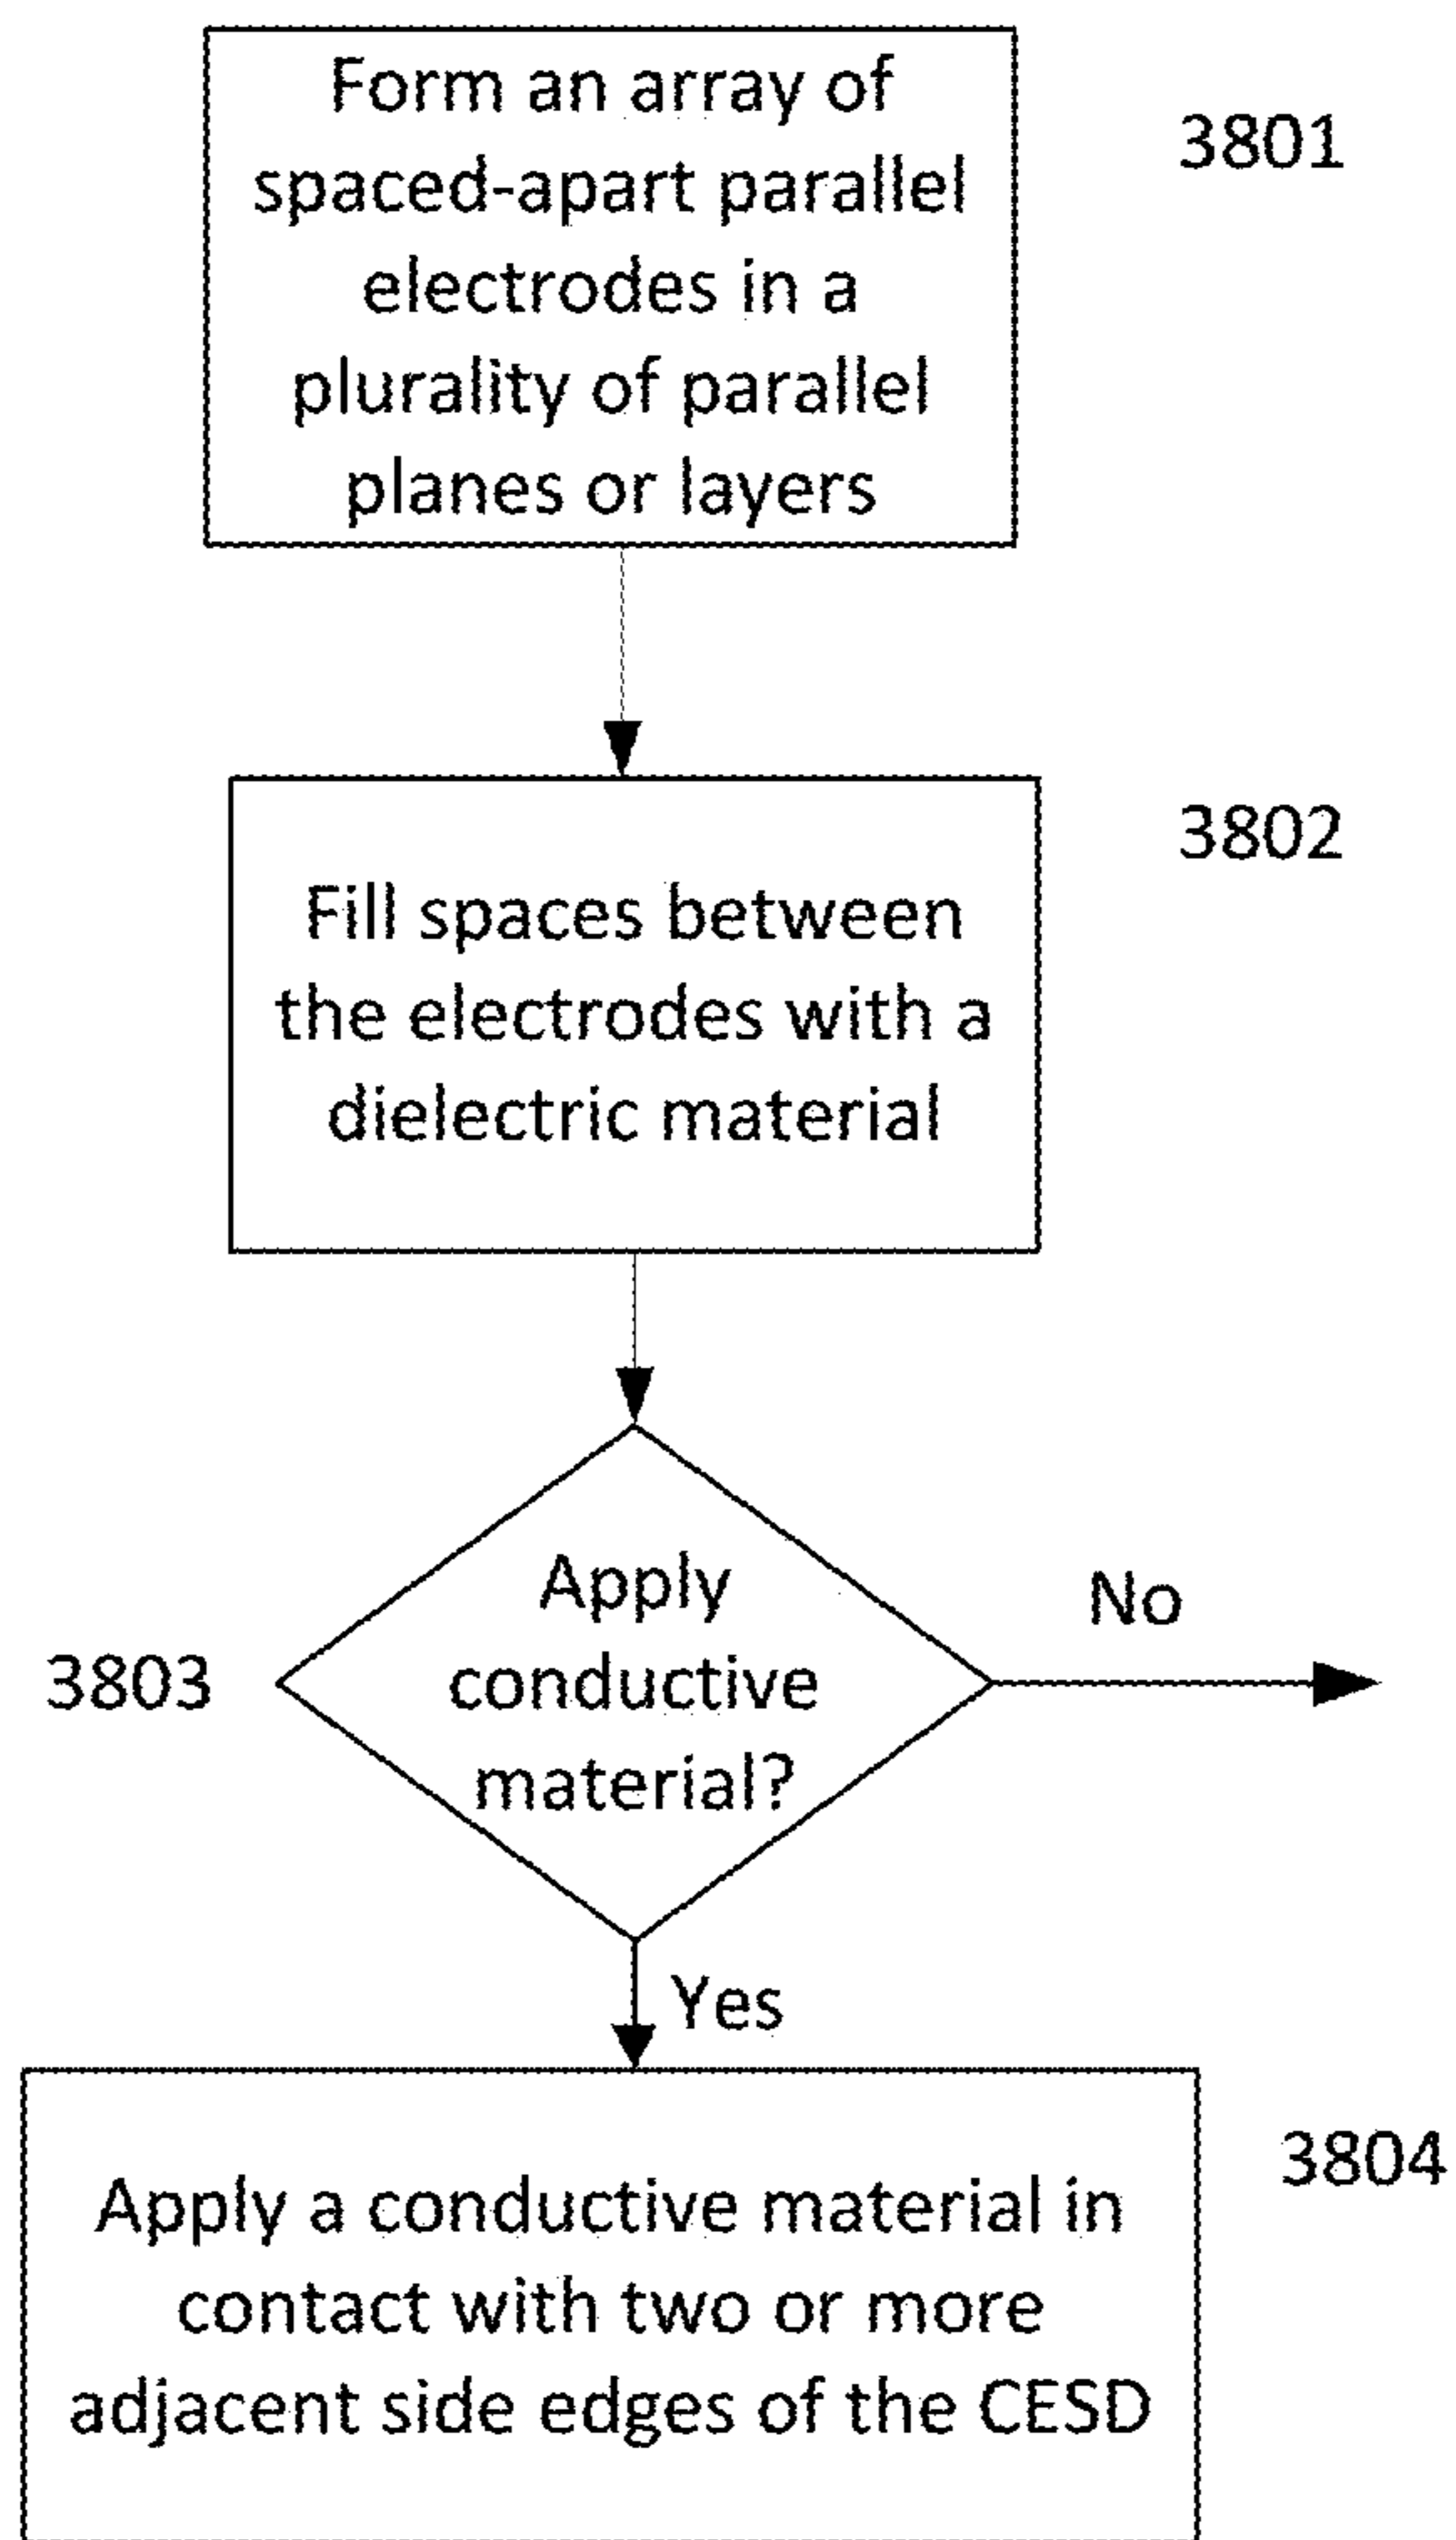 Form an array of
3801
spaced-apart parallel
electrodes in a
plurality of parallel
planes or layers
3802
Fill spaces between
the electrodes with a
dielectric material
Apply
No
3803
conductive
material?
Yes
3804
Apply a conductive material in
contact with two or more
adjacent side edges of the CESD